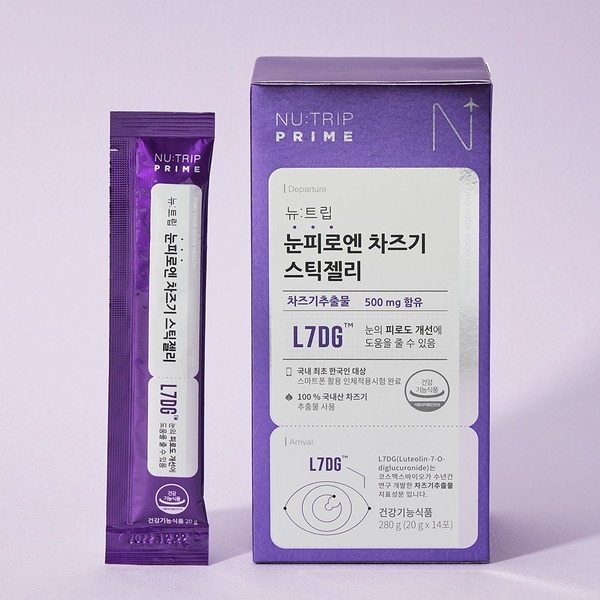 NU:TRIP
PRIME
Departure
뉴:트립
눈피로엔 차즈기
스틱젤리
차즈기추출물 500 mg 함유
L7DG™
눈의 피로도 개선에
도움을 줄 수 있음
국내 최초 한국인 대상
스마트폰 활용 인체적용시험 완료
100 % 국내산 차즈기
추출물 사용
건강
기능식품
Arrival
L7DG™
L7DG(Luteolin-7-O-
diglucuronide)는
코스맥스바이오가 수년간
연구 개발한 차즈기추출물
지표성분 입니다.
건강기능식품
280 g (20 g x 14포)
NU:TRIP
PRIME
뉴:트립
눈피로엔 차즈기 스틱젤리
L7DG™
눈의 피로도 개선에
도움을 줄 수 있음
건강
기능식품
건강기능식품 20 g